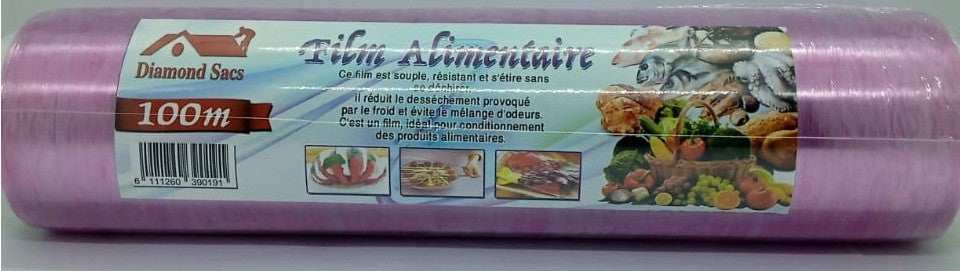 Diamond Sacs
100m
Film Alimentaire
Ce film est souple, résistant et s'étire sans
se déchirer
il réduit le dessèchement provoqué
par le froid et évite le mélange d'odeurs.
C'est un film, idéal pour conditionnement
des produits alimentaires.
6 111260 390191